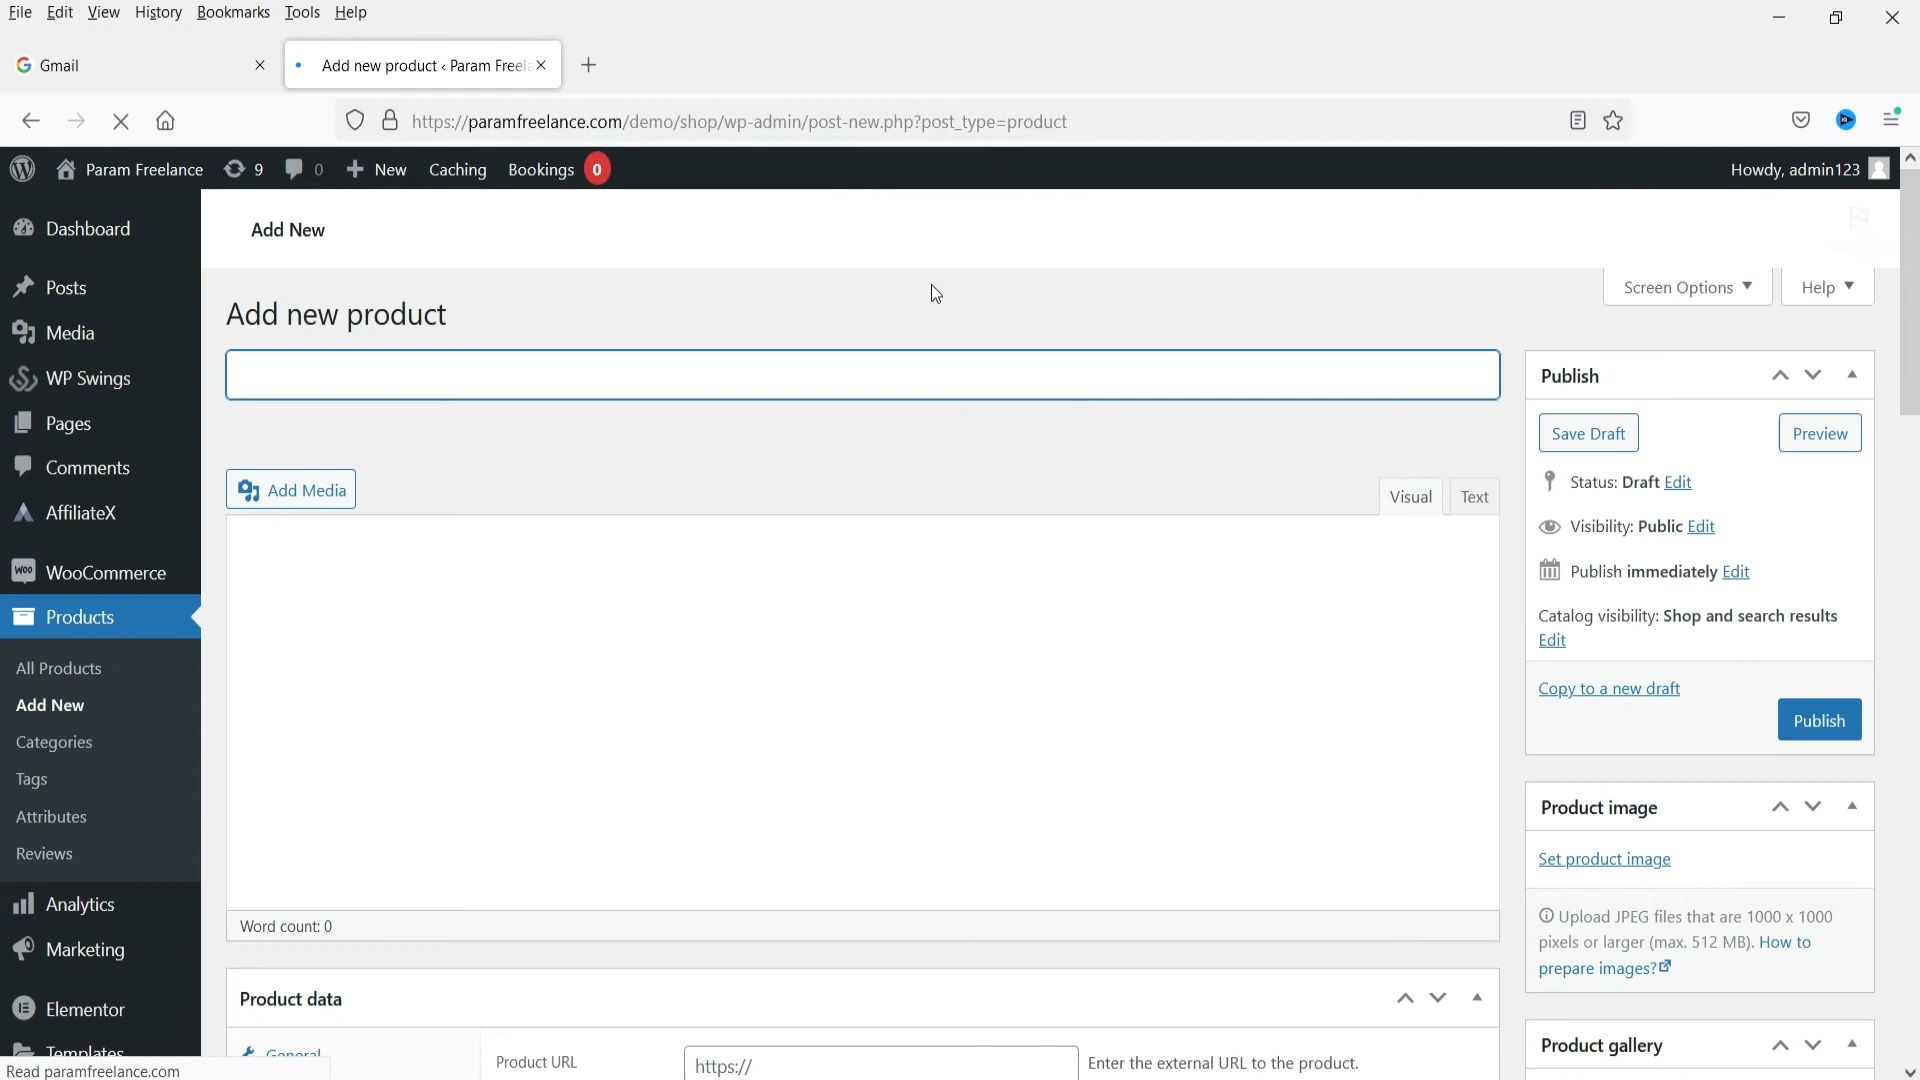 File Edit View History Bookmarks Tools Help
Gmail
Add new product ‹ Param Freela
https://paramfreelance.com/demo/shop/wp-admin/post-new.php?post_type=product
Param Freelance 9 0 New Caching Bookings 0
Howdy, admin123
Dashboard
Posts
Media
WP Swings
Pages
Comments
AffiliateX
WooCommerce
Products
All Products
Add New
Categories
Tags
Attributes
Reviews
Analytics
Marketing
Elementor
Templates
Read paramfreelance.com
Add New
Screen Options Help
Add new product
Add Media
Visual Text
Word count: 0
Product data
General
Product URL
https://
Enter the external URL to the product.
Publish
Save Draft Preview
Status: Draft Edit
Visibility: Public Edit
Publish immediately Edit
Catalog visibility: Shop and search results
Edit
Copy to a new draft
Publish
Product image
Set product image
Upload JPEG files that are 1000 x 1000
pixels or larger (max. 512 MB). How to
prepare images?
Product gallery